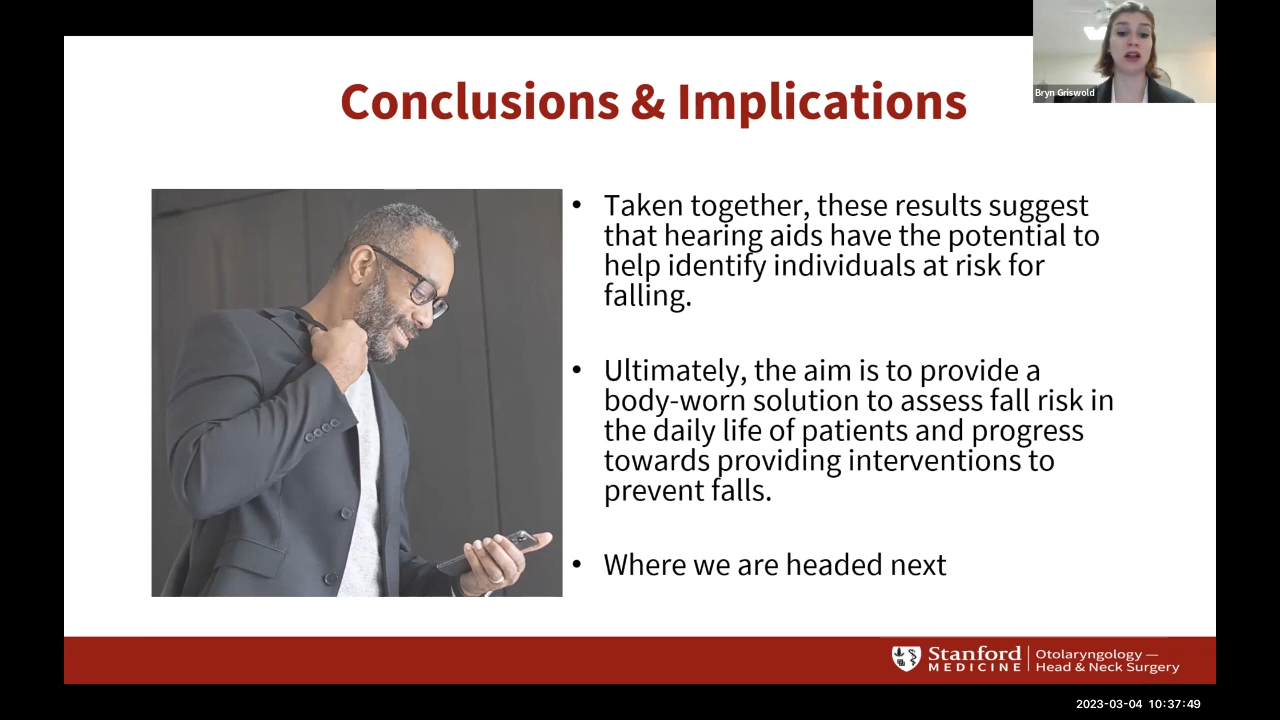 Conclusions & Implications
Bryn Griswold
• Taken together, these results suggest
that hearing aids have the potential to
help identify individuals at risk for
falling.
• Ultimately, the aim is to provide a
body-worn solution to assess fall risk in
the daily life of patients and progress
towards providing interventions to
prevent falls.
• Where we are headed next
Stanford
MEDICINE
Otolaryngology —
Head & Neck Surgery
2023-03-04 10:37:49